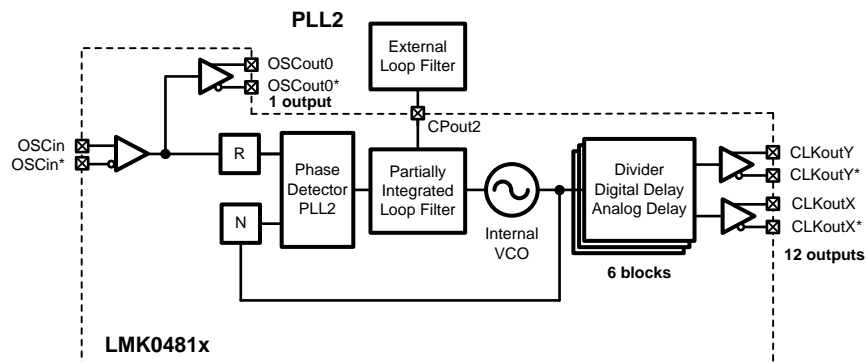 PLL2
External
Loop Filter
OSCout0
OSCout0*
1 output
OSCin
OSCin*
CPout2
R
Phase
Detector
PLL2
Partially
Integrated
Loop Filter
Divider
Digital Delay
Analog Delay
CLKoutY
CLKoutY*
CLKoutX
CLKoutX*
N
Internal
VCO
12 outputs
6 blocks
LMK0481x